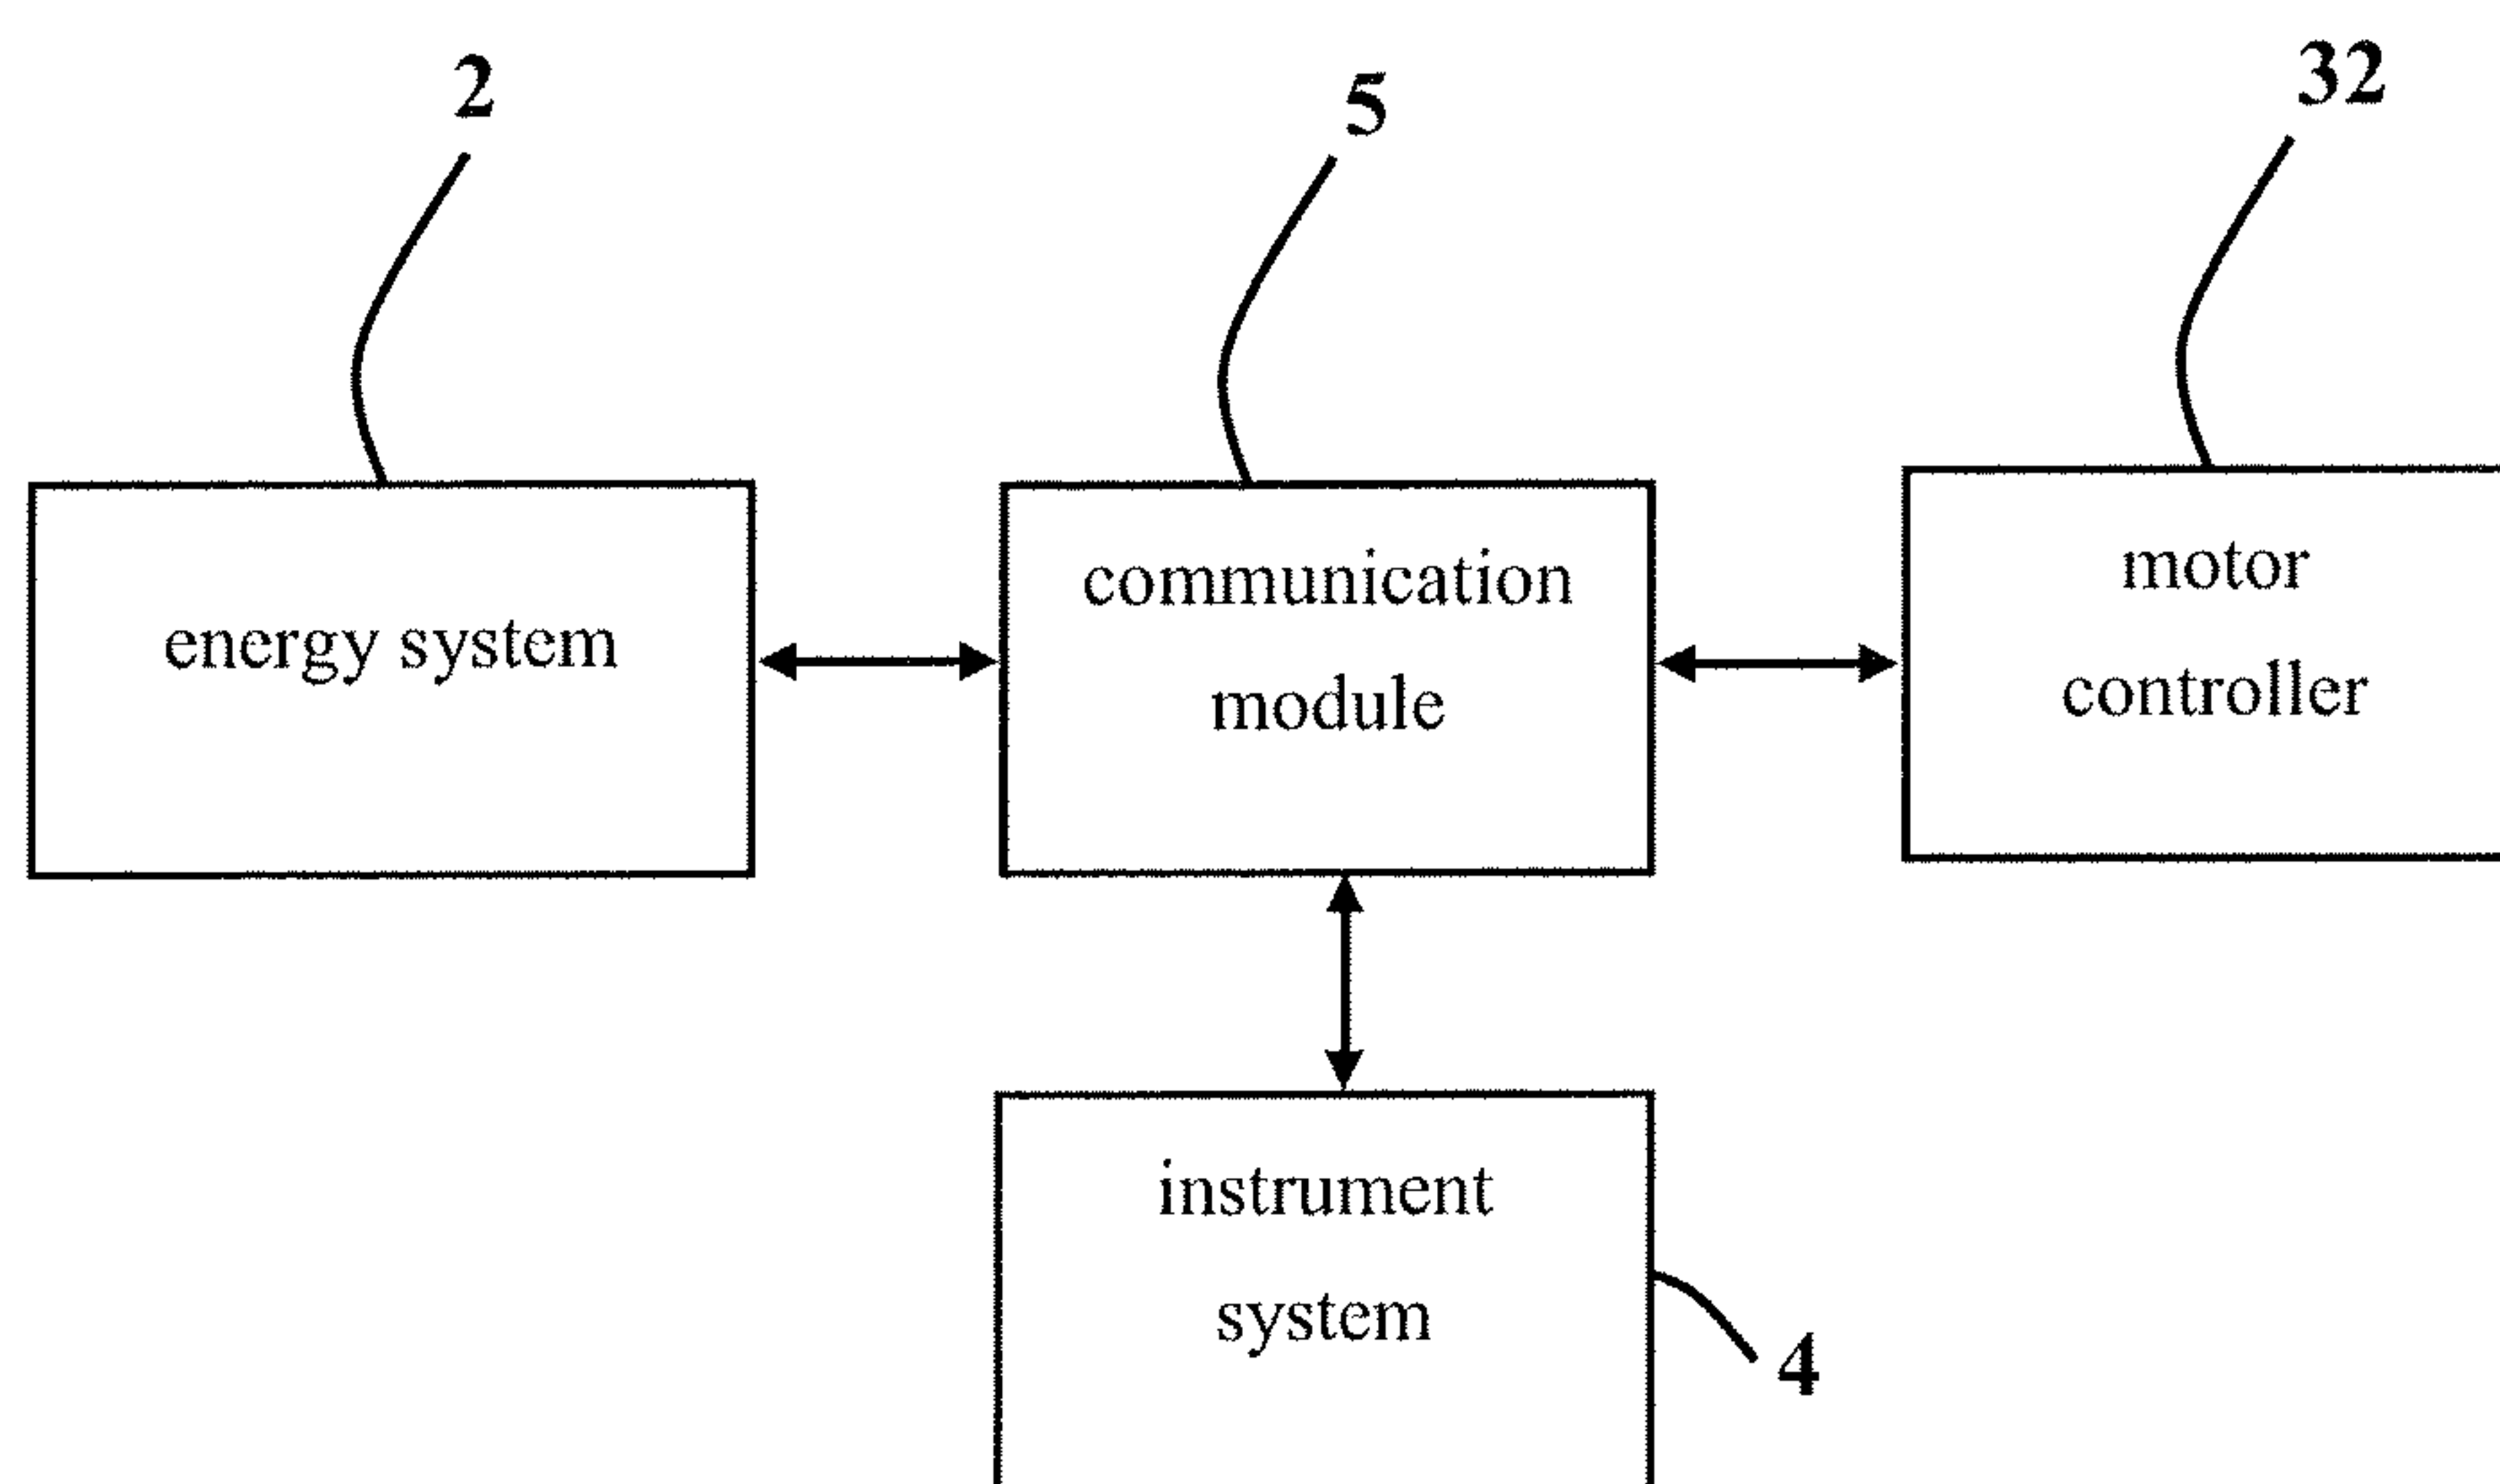 2
5
32
energy system
communication
module
motor
controller
instrument
system
4